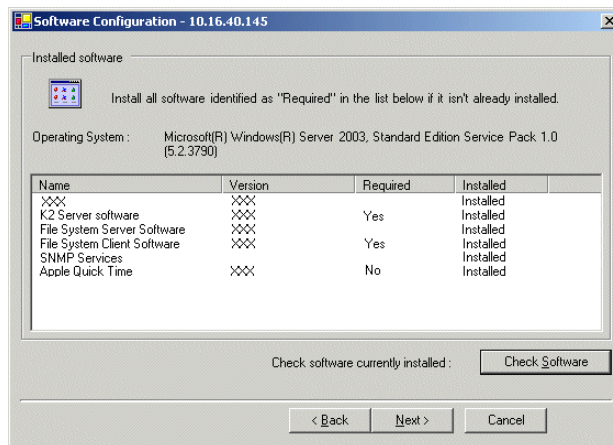 Software Configuration - 10.16.40.145
Installed software
Install all software identified as "Required" in the list below if it isn't already installed.
Operating System : Microsoft(R) Windows(R) Server 2003, Standard Edition Service Pack 1.0
(5.2.3790)
Name Version Required Installed
XXX XXX Installed
K2 Server software XXX Yes Installed
File System Server Software XXX Installed
File System Client Software XXX Yes Installed
SNMP Services Installed
Apple Quick Time XXX No Installed
Check software currently installed : Check Software
< Back Next > Cancel